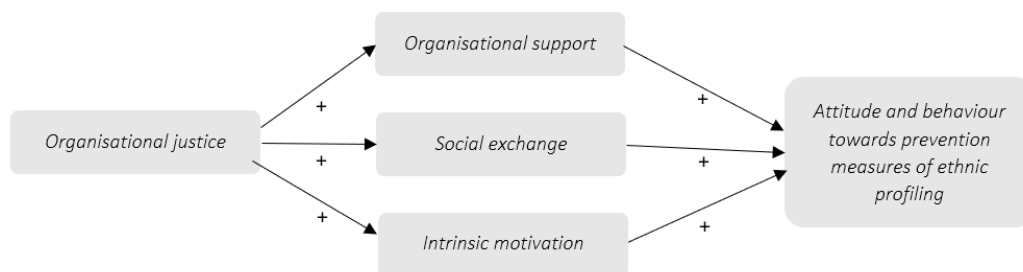 Organisational support
+
+
Organisational justice
Social exchange
Attitude and behaviour
towards prevention
measures of ethnic
profiling
+
+
+
+
Intrinsic motivation